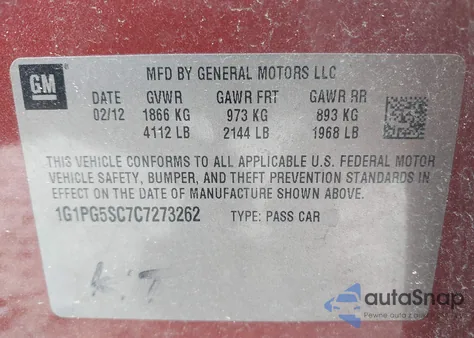 GM
MFD BY GENERAL MOTORS LLC
DATE GVWR GAWR FRT GAWR RR
02/12 1866 KG 973 KG 893 KG
4112 LB 2144 LB 1968 LB
THIS VEHICLE CONFORMS TO ALL APPLICABLE U.S. FEDERAL MOTOR
VEHICLE SAFETY, BUMPER, AND THEFT PREVENTION STANDARDS
IN EFFECT ON THE DATE OF MANUFACTURE SHOWN ABOVE.
1G1PG5SC7C7273262 TYPE: PASS CAR
autoSnap
Pewne auto z